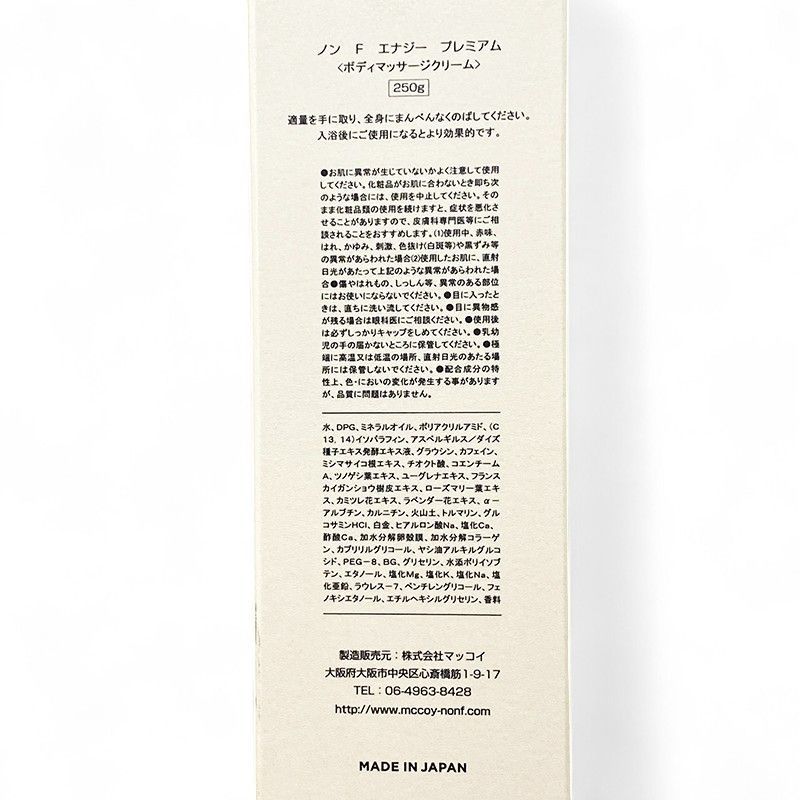 ノン F エナジー プレミアム
〈ボディマッサージクリーム〉
250g
適量を手に取り、全身にまんべんなくのばしてください。
入浴後にご使用になるとより効果的です。
●お肌に異常が生じていないかよく注意して使用
してください。化粧品がお肌に合わないとき即ち次
のような場合には、使用を中止してください。その
まま化粧品類の使用を続けますと、症状を悪化さ
せることがありますので、皮膚科専門医等にご相
談されることをおすすめします。(1)使用中、赤味、
はれ、かゆみ、刺激、色抜け(白斑等)や黒ずみ等
の異常があらわれた場合(2)使用したお肌に、直射
日光があたって上記のような異常があらわれた場
合●傷やはれもの、しっしん等、異常のある部位
にはお使いにならないでください。●目に入ったと
きは、直ちに洗い流してください。●目に異物感
が残る場合は眼科医にご相談ください。●使用後
は必ずしっかりキャップをしめてください。●乳幼
児の手の届かないところに保管してください。●極
端に高温又は低温の場所、直射日光のあたる場
所には保管しないでください。●配合成分の特
性上、色・においの変化が発生する事があります
が、品質に問題はありません。
水、DPG、ミネラルオイル、ポリアクリルアミド、(C
13, 14)イソパラフィン、アスペルギルス／ダイズ
種子エキス発酵エキス液、グラウシン、カフェイン、
ミシマサイコ根エキス、チオクト酸、コエンチーム
A、ツノゲシ葉エキス、ユーグレナエキス、フランス
カイガンショウ樹皮エキス、ローズマリー葉エキ
ス、カミツレ花エキス、ラベンダー花エキス、α－
アルブチン、カルニチン、火山土、トルマリン、グル
コサミンHCl、白金、ヒアルロン酸Na、塩化Ca、
酢酸Ca、加水分解卵殻膜、加水分解コラーゲ
ン、カプリリルグリコール、ヤシ油アルキルグルコ
シド、PEG－8、BG、グリセリン、水添ポリイソブ
テン、エタノール、塩化Mg、塩化K、塩化Na、塩
化亜鉛、ラウレス－7、ペンチレングリコール、フェ
ノキシエタノール、エチルヘキシルグリセリン、香料
製造販売元：株式会社マッコイ
大阪府大阪市中央区心斎橋筋1-9-17
TEL：06-4963-8428
http://www.mccoy-nonf.com
MADE IN JAPAN